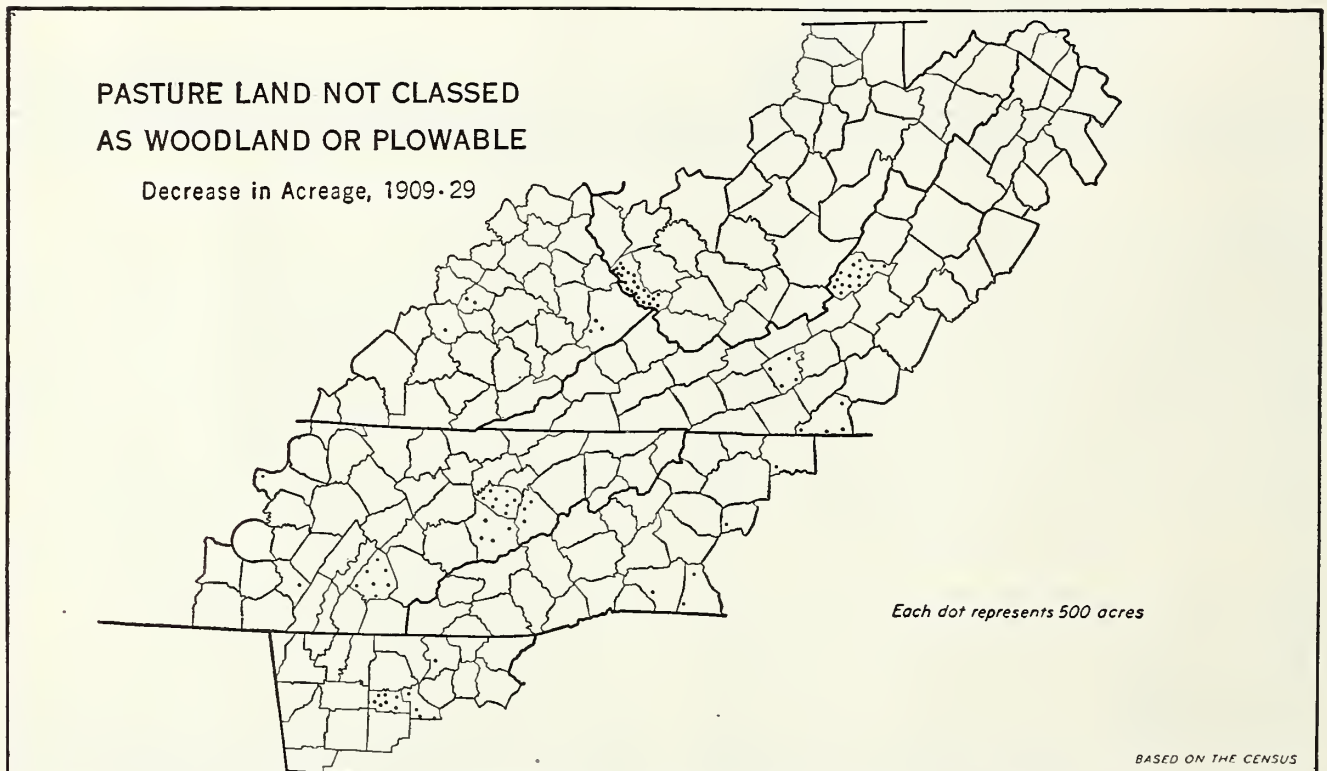 PASTURE LAND NOT CLASSED
AS WOODLAND OR PLOWABLE
Decrease in Acreage, 1909-29
Each dot represents 500 acres
BASED ON THE CENSUS